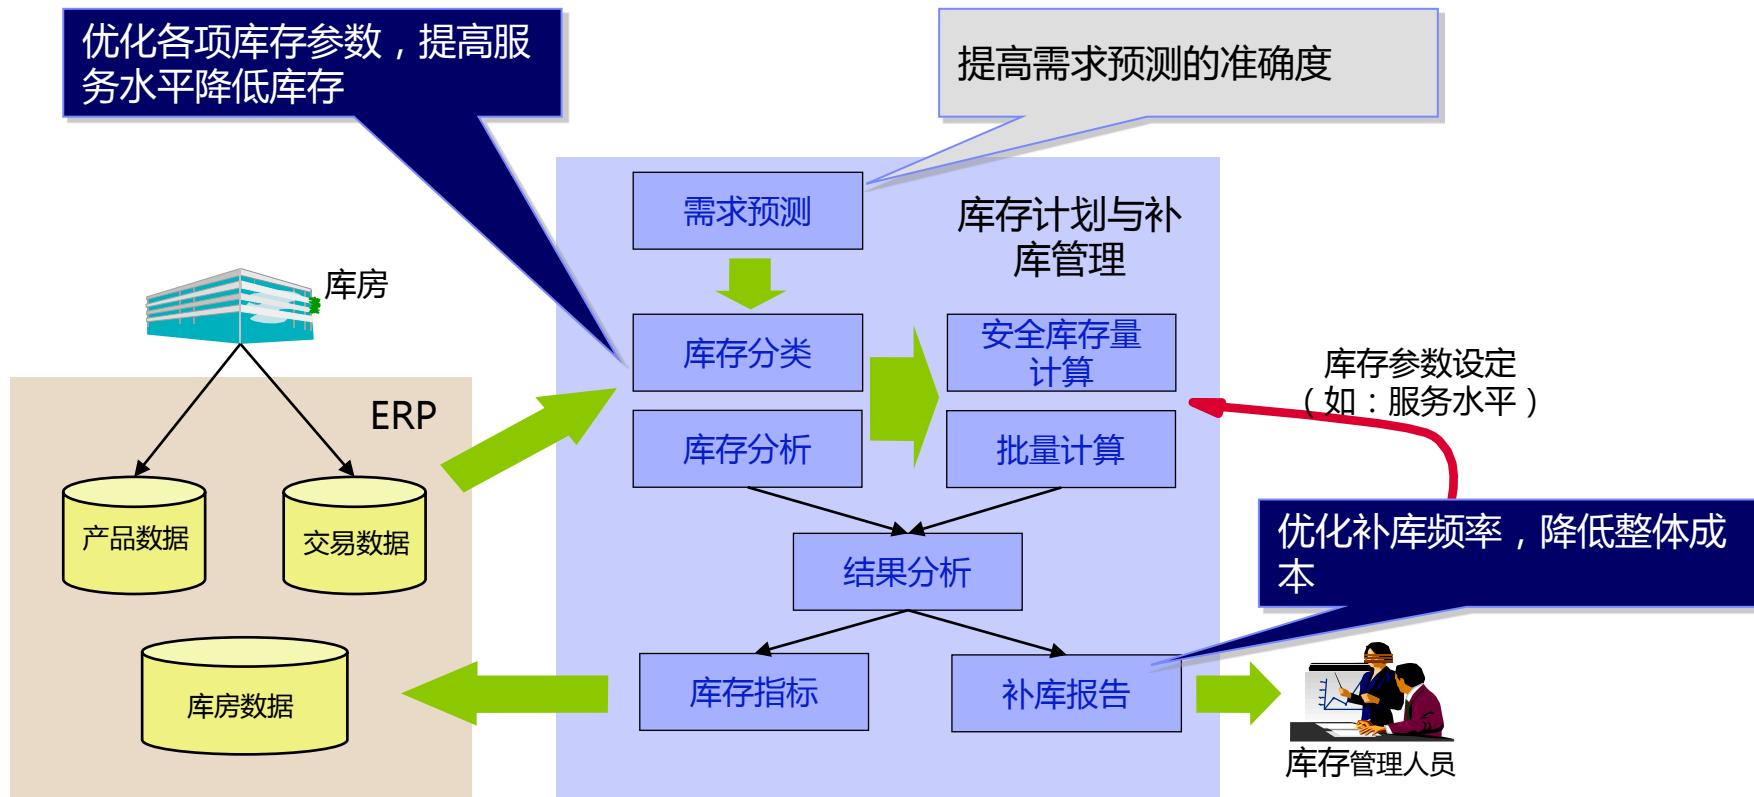 优化各项库存参数，提高服
务水平降低库存
提高需求预测的准确度
需求预测
库存计划与补
库管理
库房
库存分类
安全库存量
计算
库存参数设定
（如：服务水平）
ERP
库存分析
批量计算
产品数据
交易数据
优化补库频率，降低整体成
本
结果分析
库房数据
库存指标
补库报告
库存管理人员